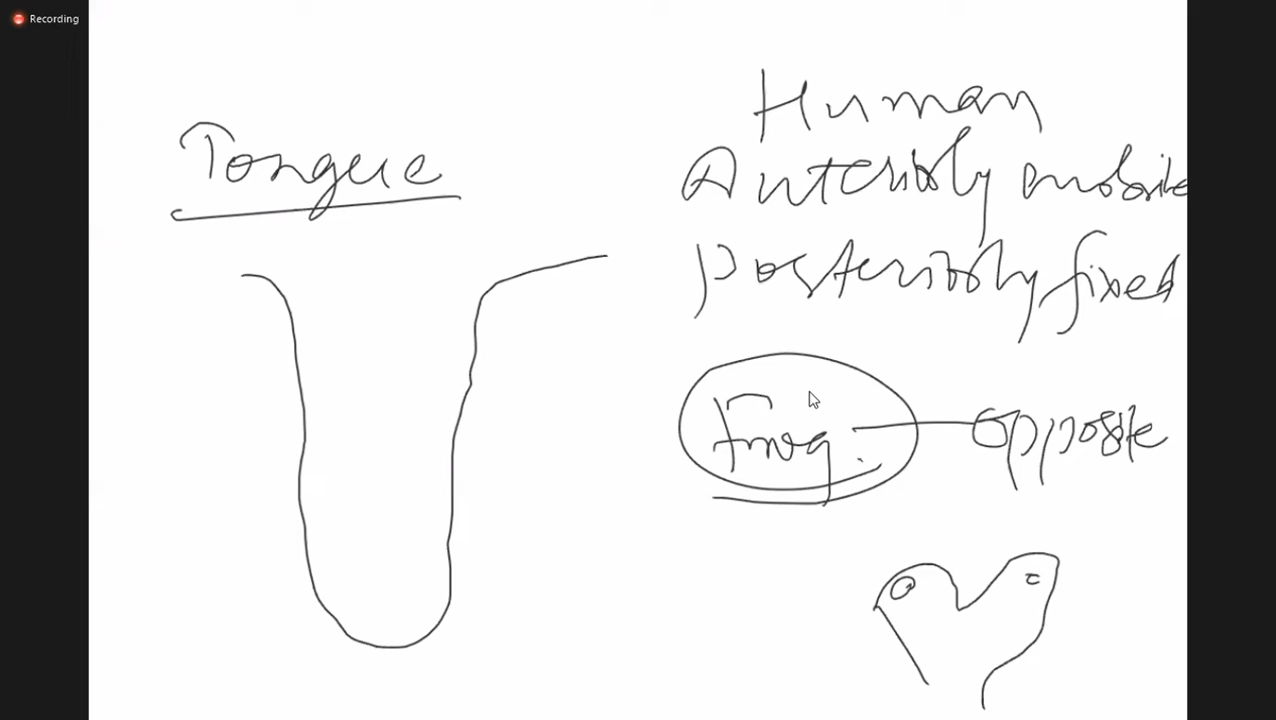 Recording
Tongue
Human
Anteriorly mobile
posteriorly fixed
Frog. opposite